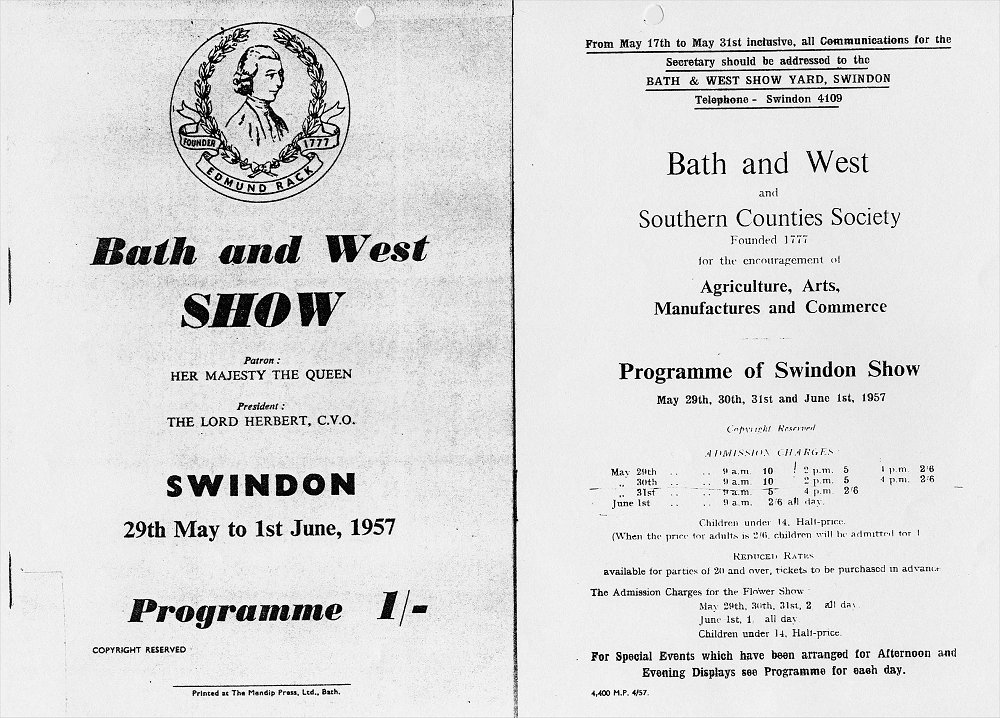 FOUNDER 1777
EDMUND RACK
Bath and West
SHOW
Patron :
HER MAJESTY THE QUEEN
President :
THE LORD HERBERT, C.V.O.
SWINDON
29th May to 1st June, 1957
Programme 1/-
COPYRIGHT RESERVED
Printed at The Mendip Press, Ltd., Bath.
From May 17th to May 31st inclusive, all Communications for the
Secretary should be addressed to the
BATH & WEST SHOW YARD, SWINDON
Telephone - Swindon 4109
Bath and West
and
Southern Counties Society
Founded 1777
for the encouragement of
Agriculture, Arts,
Manufactures and Commerce
Programme of Swindon Show
May 29th, 30th, 31st and June 1st, 1957
Copyright Reserved
ADMISSION CHARGES
May 29th .. .. 9 a.m. 10 2 p.m. 5 4 p.m. 2/6
„ 30th .. .. 9 a.m. 10 2 p.m. 5 4 p.m. 2/6
„ 31st .. .. 9 a.m. 5 4 p.m. 2/6
June 1st .. .. 9 a.m. 2/6 all day.
Children under 14, Half-price.
(When the price for adults is 2/6, children will be admitted for 1
REDUCED RATES
available for parties of 20 and over, tickets to be purchased in advance
The Admission Charges for the Flower Show
May 29th, 30th, 31st, 2 all day
June 1st, 1 all day
Children under 14, Half-price.
For Special Events which have been arranged for Afternoon and
Evening Displays see Programme for each day.
4,400 M.P. 4/57.